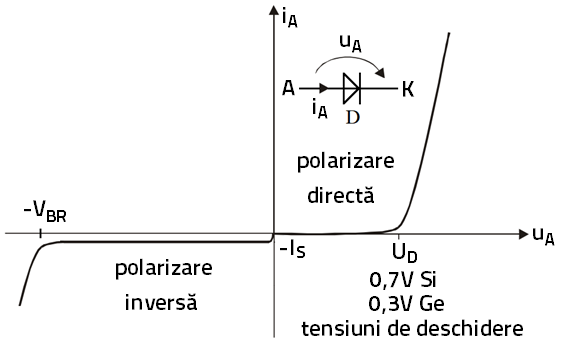 iA
uA
A
K
iA
D
polarizare
directă
-VBR
-IS
uA
UD
polarizare
inversă
0,7V Si
0,3V Ge
tensiuni de deschidere